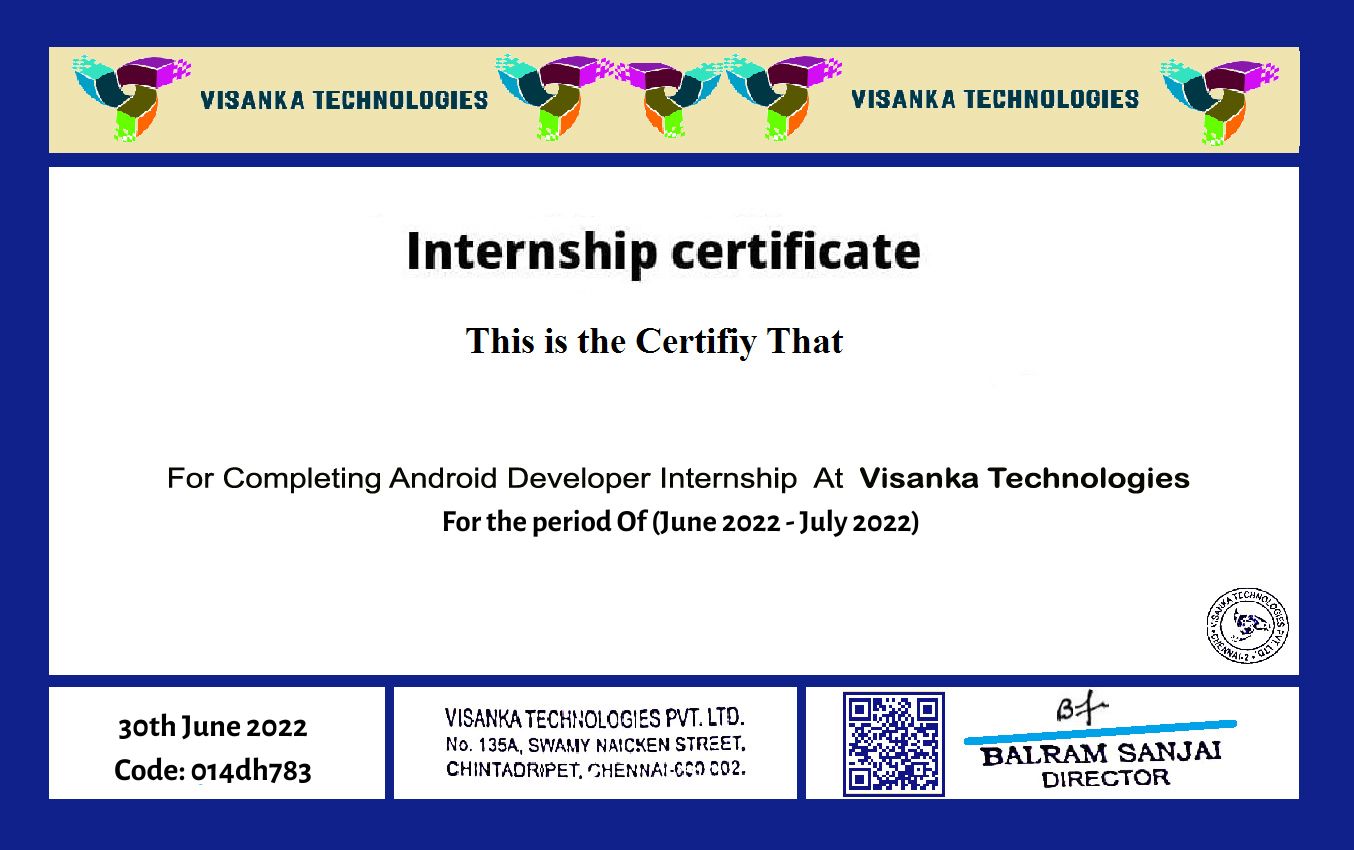 VISANKA TECHNOLOGIES VISANKA TECHNOLOGIES
Internship certificate
This is the Certifiy That
For Completing Android Developer Internship At Visanka Technologies
For the period Of (June 2022 - July 2022)
VISANKA TECHNOLOGIES PVT. LTD.
CHENNAI-2
30th June 2022
Code: 014dh783
VISANKA TECHNOLOGIES PVT. LTD.
No. 135A, SWAMY NAICKEN STREET,
CHINTADRIPET, CHENNAI-600 002.
BALRAM SANJAI
DIRECTOR